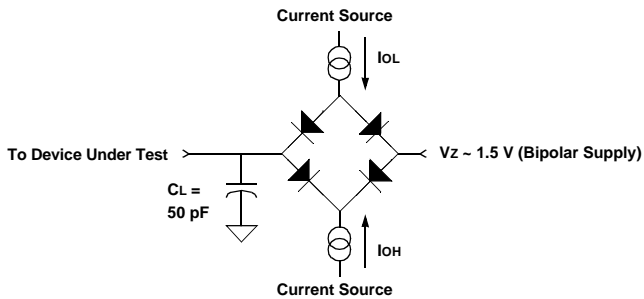 Current Source
IOL
To Device Under Test
VZ ~ 1.5 V (Bipolar Supply)
CL =
50 pF
IOH
Current Source